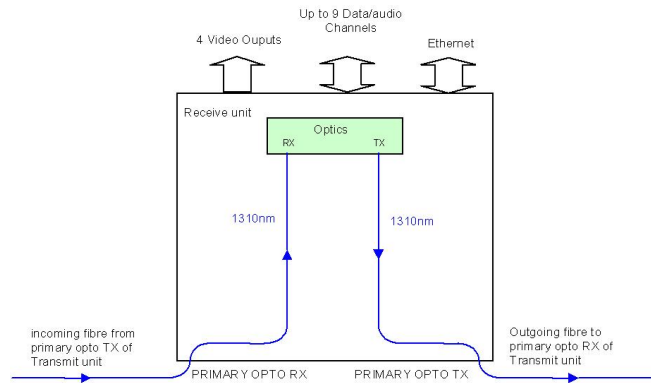 Up to 9 Data/audio
Channels
4 Video Ouputs
Ethernet
Receive unit
Optics
RX
TX
1310nm
1310nm
incoming fibre from
primary opto TX of
Transmit unit
Outgoing fibre to
primary opto RX of
Transmit unit
PRIMARY OPTO RX
PRIMARY OPTO TX